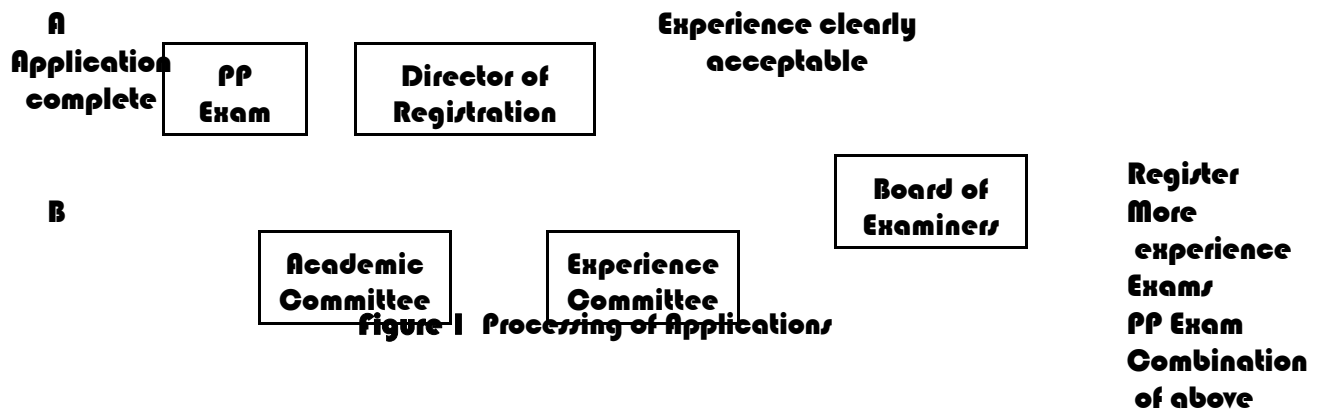 A
Application
complete
PP
Exam
Director of
Registration
Experience clearly
acceptable
B
Academic
Committee
Experience
Committee
Board of
Examiners
Register
More
experience
Exams
PP Exam
Combination
of above
Figure 1 Processing of Applications